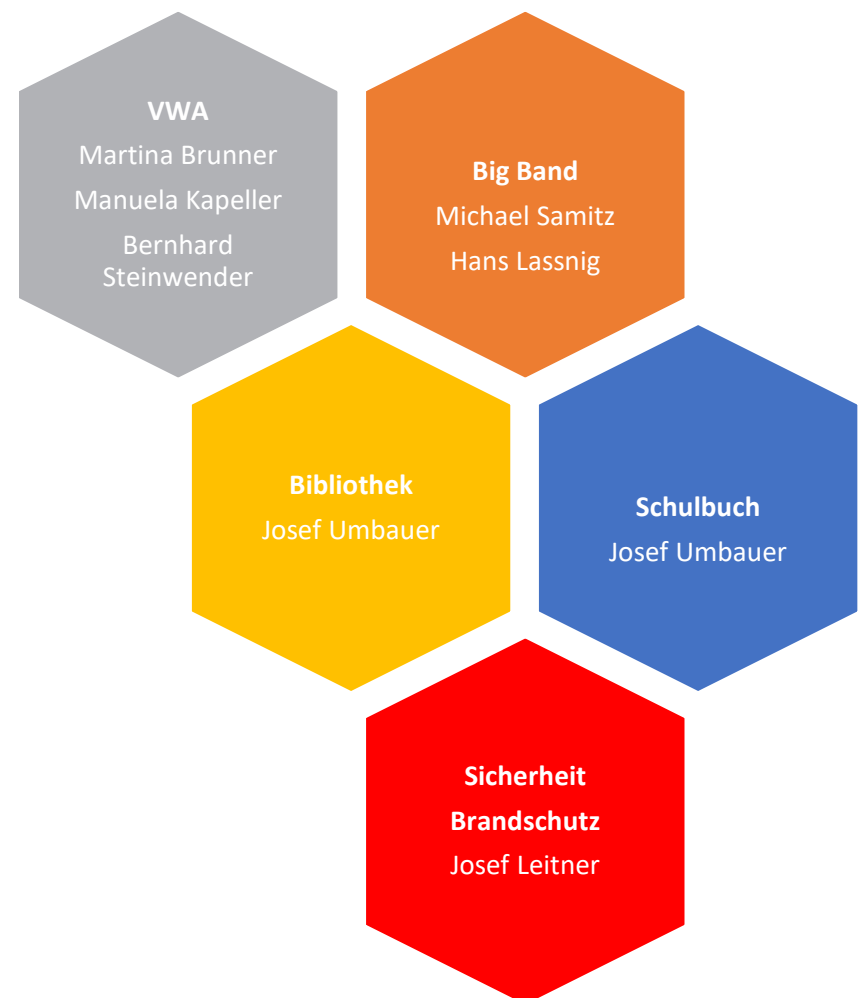 VWA
Martina Brunner
Manuela Kapeller
Bernhard
Steinwender
Big Band
Michael Samitz
Hans Lassnig
Bibliothek
Josef Umbauer
Schulbuch
Josef Umbauer
Sicherheit
Brandschutz
Josef Leitner